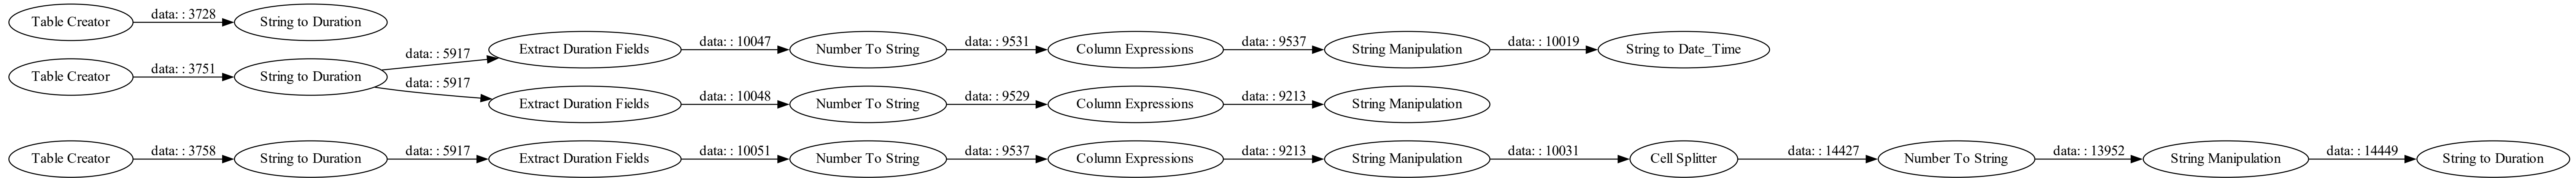 Table Creator data: : 3728 String to Duration
Table Creator data: : 3751 String to Duration
data: : 5917 Extract Duration Fields data: : 10047 Number To String data: : 9531 Column Expressions data: : 9537 String Manipulation data: : 10019 String to Date_Time
data: : 5917 Extract Duration Fields data: : 10048 Number To String data: : 9529 Column Expressions data: : 9213 String Manipulation
Table Creator data: : 3758 String to Duration data: : 5917 Extract Duration Fields data: : 10051 Number To String data: : 9537 Column Expressions data: : 9213 String Manipulation data: : 10031 Cell Splitter data: : 14427 Number To String data: : 13952 String Manipulation data: : 14449 String to Duration